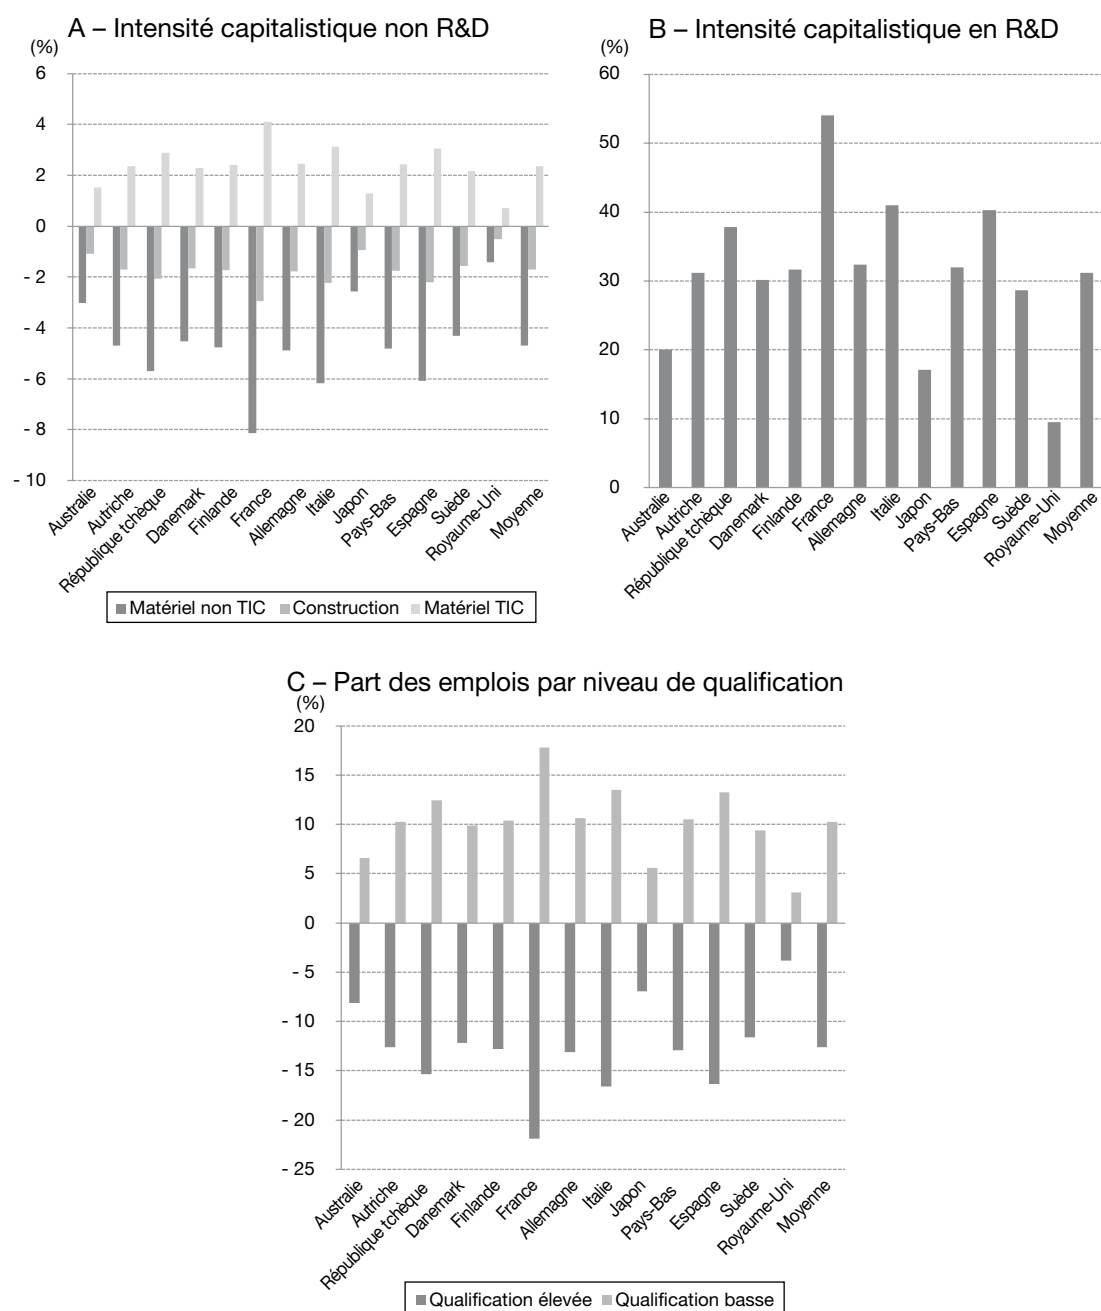 A – Intensité capitalistique non R&D
(%)
6
4
2
0
- 2
- 4
- 6
- 8
- 10
Australie
Autriche
République tchèque
Danemark
Finlande
France
Allemagne
Italie
Japon
Pays-Bas
Espagne
Suède
Royaume-Uni
Moyenne
Matériel non TIC Construction Matériel TIC
B – Intensité capitalistique en R&D
(%)
60
50
40
30
20
10
0
Australie
Autriche
République tchèque
Danemark
Finlande
France
Allemagne
Italie
Japon
Pays-Bas
Espagne
Suède
Royaume-Uni
Moyenne
C – Part des emplois par niveau de qualification
(%)
20
15
10
5
0
- 5
- 10
- 15
- 20
- 25
Australie
Autriche
République tchèque
Danemark
Finlande
France
Allemagne
Italie
Japon
Pays-Bas
Espagne
Suède
Royaume-Uni
Moyenne
Qualification élevée Qualification basse